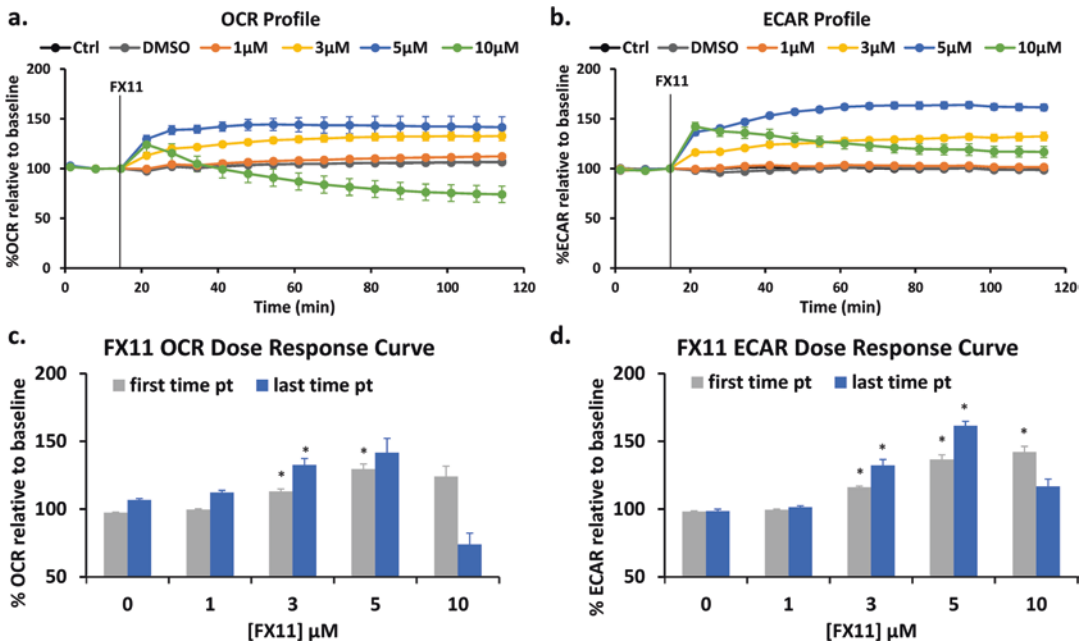 a.
OCR Profile
Ctrl DMSO 1µM 3µM 5µM 10µM
%OCR relative to baseline
200
150
100
50
0
FX11
0 20 40 60 80 100 120
Time (min)
b.
ECAR Profile
Ctrl DMSO 1µM 3µM 5µM 10µM
%ECAR relative to baseline
200
150
100
50
0
FX11
0 20 40 60 80 100 120
Time (min)
c.
FX11 OCR Dose Response Curve
first time pt last time pt
% OCR relative to baseline
200
150
100
50
* * *
0 1 3 5 10
[FX11] µM
d.
FX11 ECAR Dose Response Curve
first time pt last time pt
% ECAR relative to baseline
200
150
100
50
* * * * *
0 1 3 5 10
[FX11] µM